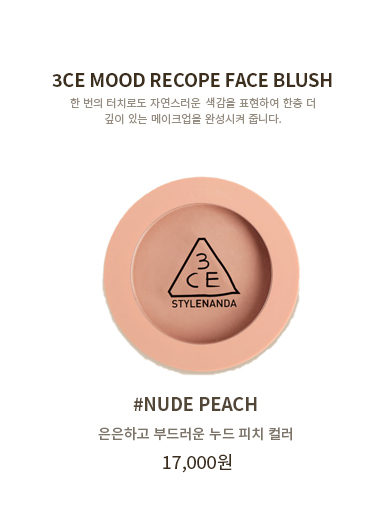 3CE MOOD RECOPE FACE BLUSH
한 번의 터치로도 자연스러운 색감을 표현하여 한층 더
깊이 있는 메이크업을 완성시켜 줍니다.
3
CE
STYLENANDA
#NUDE PEACH
은은하고 부드러운 누드 피치 컬러
17,000원